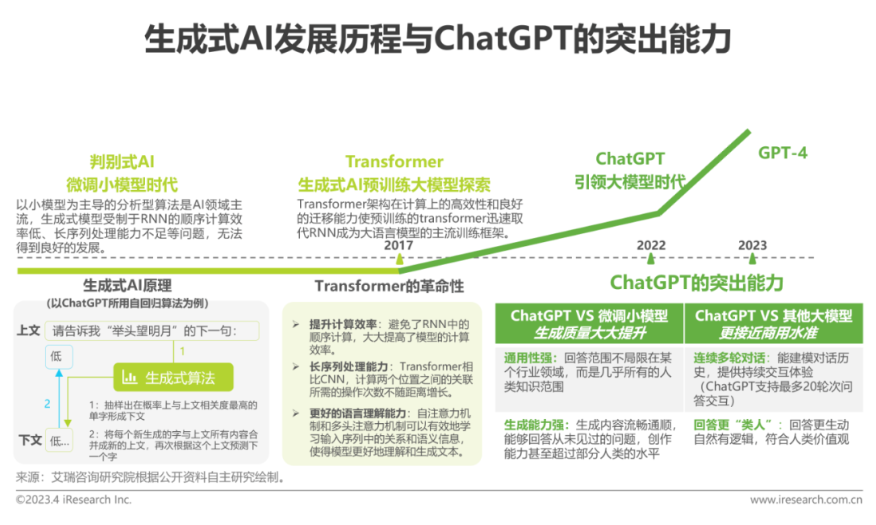 生成式AI发展历程与ChatGPT的突出能力
判别式AI
微调小模型时代
以小模型为主导的分析型算法是AI领域主
流，生成式模型受制于RNN的顺序计算效
率低、长序列处理能力不足等问题，无法
得到良好的发展。
Transformer
生成式AI预训练大模型探索
Transformer架构在计算上的高效性和良好
的迁移能力使预训练的transformer迅速取
代RNN成为大语言模型的主流训练框架。
ChatGPT
引领大模型时代
GPT-4
2017
2022
2023
生成式AI原理
(以ChatGPT所用自回归算法为例)
上文
请告诉我“举头望明月”的下一句：
低
1
生成式算法
2
1：抽样出在概率上与上文相关度最高的
单字形成下文
下文
低...
2：将每个新生成的字与上文所有内容合
并成新的上文，再次根据这个上文预测下
一个字
Transformer的革命性
➢ 提升计算效率：避免了RNN中的
顺序计算，大大提高了模型的计算
效率。
➢ 长序列处理能力：Transformer相
比CNN，计算两个位置之间的关联
所需的操作次数不随距离增长。
➢ 更好的语言理解能力：自注意力机
制和多头注意力机制可以有效地学
习输入序列中的关系和语义信息，
使得模型更好地理解和生成文本。
ChatGPT的突出能力
ChatGPT VS 微调小模型
生成质量大大提升
ChatGPT VS 其他大模型
更接近商用水准
通用性强：回答范围不局限在某
个行业领域，而是几乎所有的人
类知识范围
连续多轮对话：能建模对话历
史，提供持续交互体验
（ChatGPT支持最多20轮次问
答交互）
生成能力强：生成内容流畅通顺，
能够回答从未见过的问题，创作
能力甚至超过部分人类的水平
回答更“类人”：回答更生动
自然有逻辑，符合人类价值观
来源：艾瑞咨询研究院根据公开资料自主研究绘制。
©2023.4 iResearch Inc.
www.iresearch.com.cn